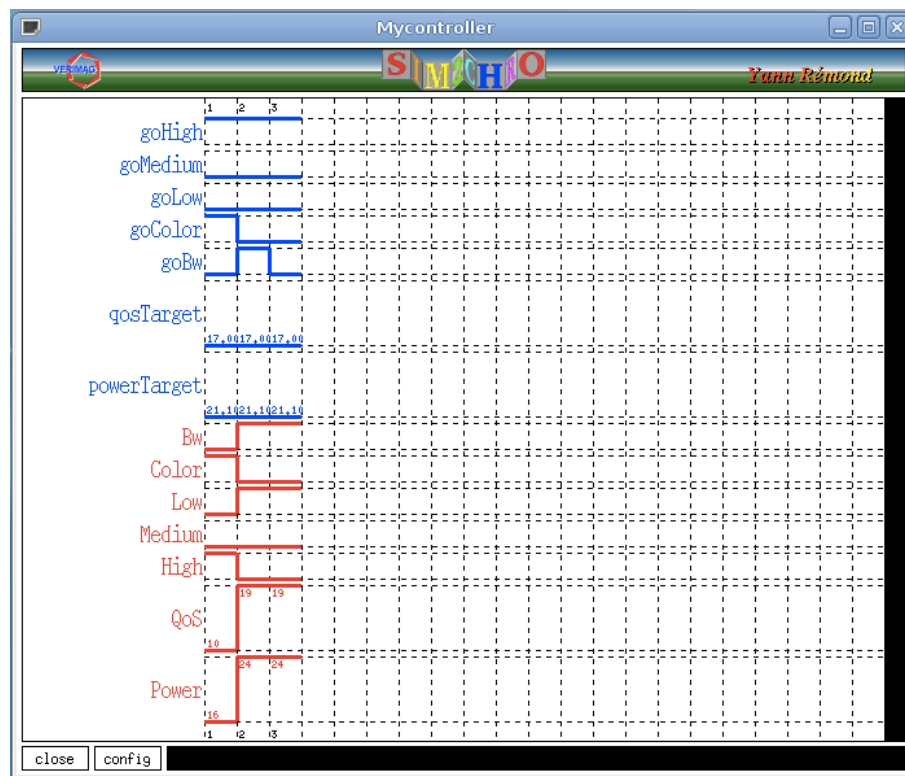 Mycontroller
VERIMAG
SIM2CHRO
Yann Rémond
1 2 3
goHigh
goMedium
goLow
goColor
goBw
qosTarget
17,00 17,00 17,00
powerTarget
21,10 21,10 21,10
Bw
Color
Low
Medium
High
19 19
QoS
10
24 24
Power
16
1 2 3
close config